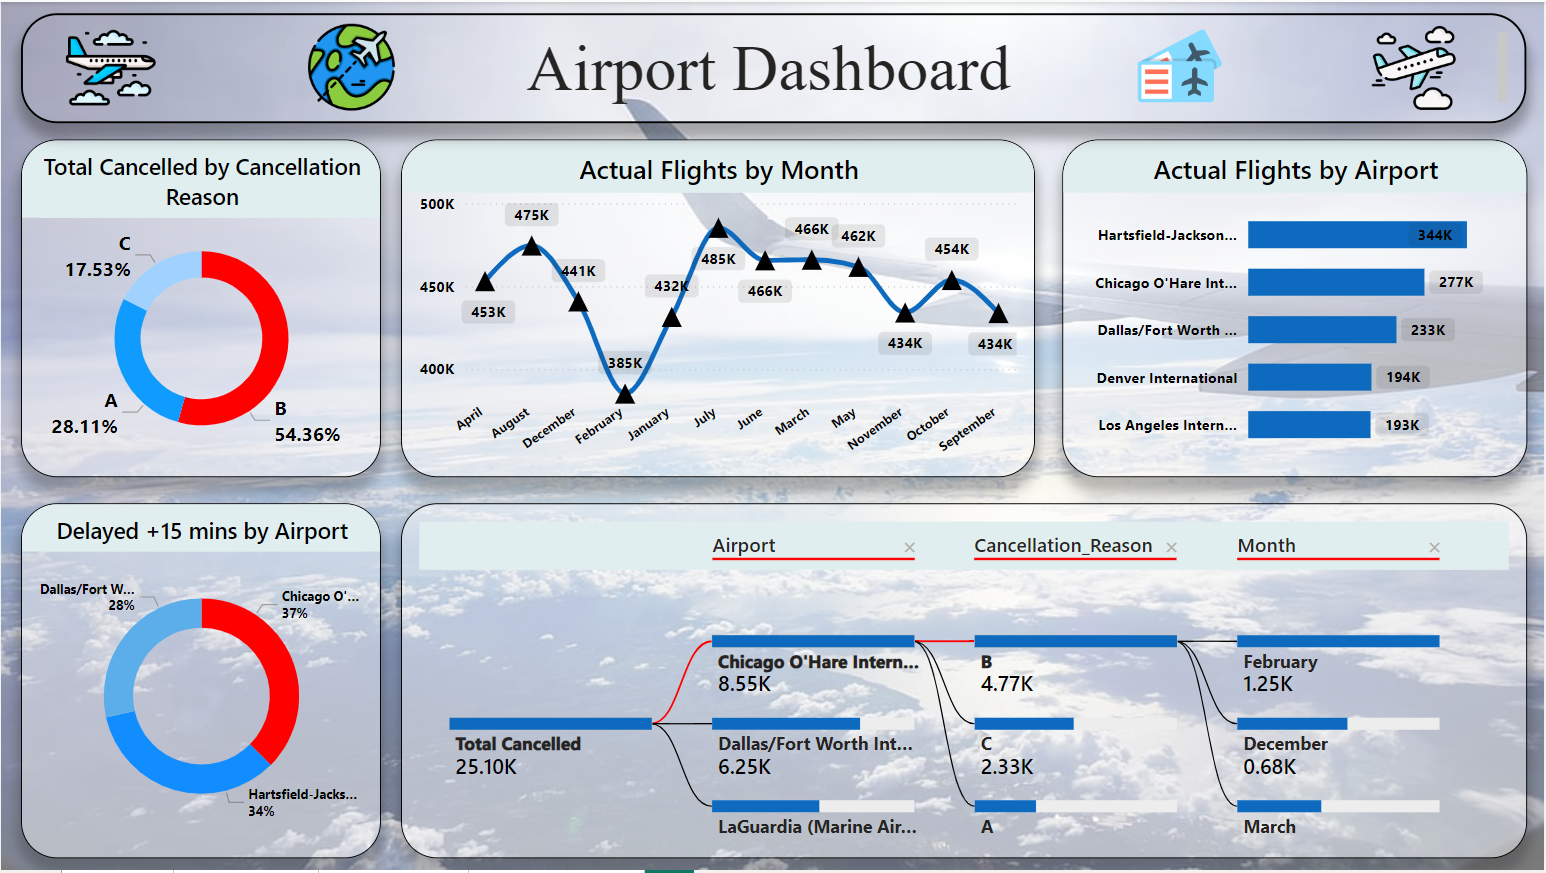 Airport Dashboard
Total Cancelled by Cancellation
Reason
C
17.53%
A
28.11%
B
54.36%
Actual Flights by Month
500K
450K
400K
453K
475K
441K
385K
432K
485K
466K
466K
462K
434K
454K
434K
April
August
December
February
January
July
June
March
May
November
October
September
Actual Flights by Airport
Hartsfield-Jackson...
344K
Chicago O'Hare Int...
277K
Dallas/Fort Worth ...
233K
Denver International
194K
Los Angeles Intern...
193K
Delayed +15 mins by Airport
Dallas/Fort W...
28%
Chicago O'...
37%
Hartsfield-Jacks...
34%
Airport ×
Cancellation_Reason ×
Month ×
Total Cancelled
25.10K
Chicago O'Hare Intern...
8.55K
Dallas/Fort Worth Int...
6.25K
LaGuardia (Marine Air...
B
4.77K
C
2.33K
A
February
1.25K
December
0.68K
March